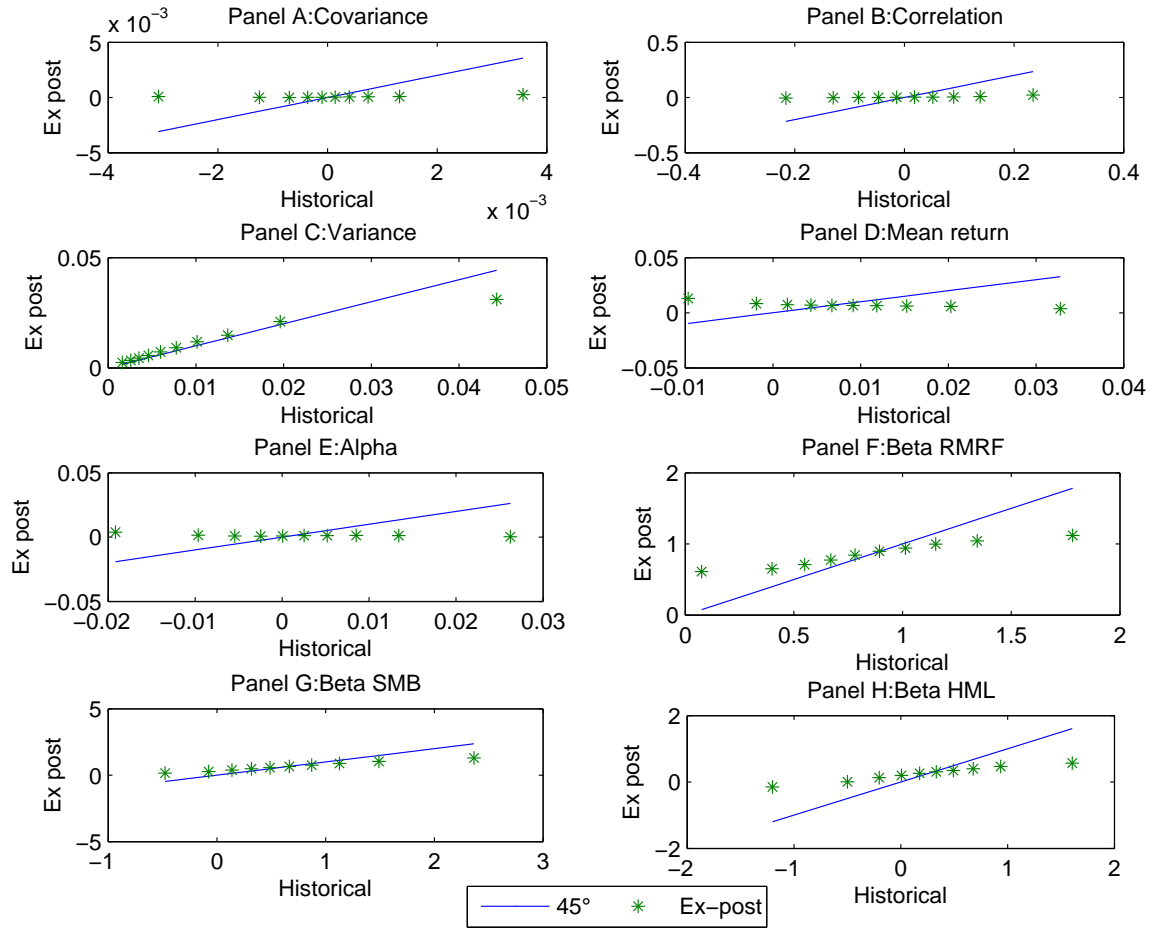 Panel A:Covariance
x 10−3
5
0
−5
Ex post
−4
−2
0
2
4
x 10−3
Historical
Panel B:Correlation
0.5
0
−0.5
Ex post
−0.4
−0.2
0
0.2
0.4
Historical
Panel C:Variance
0.05
0
Ex post
0
0.01
0.02
0.03
0.04
0.05
Historical
Panel D:Mean return
0.05
0
−0.05
Ex post
−0.01
0
0.01
0.02
0.03
0.04
Historical
Panel E:Alpha
0.05
0
−0.05
Ex post
−0.02
−0.01
0
0.01
0.02
0.03
Historical
Panel F:Beta RMRF
2
1
0
Ex post
0
0.5
1
1.5
2
Historical
Panel G:Beta SMB
5
0
−5
Ex post
−1
0
1
2
3
Historical
Panel H:Beta HML
2
0
−2
Ex post
−2
−1
0
1
2
Historical
45°
Ex−post